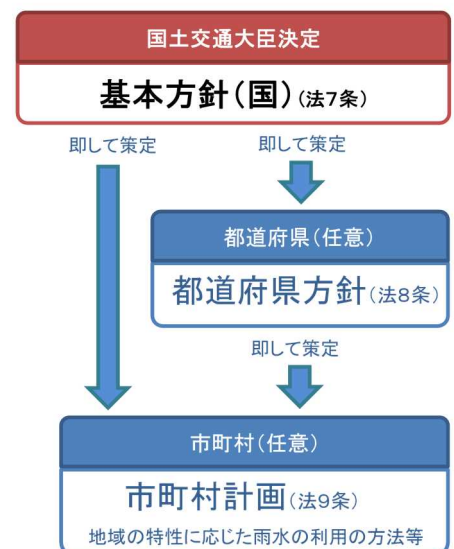 国土交通大臣決定
基本方針(国)(法7条)
即して策定
即して策定
都道府県(任意)
都道府県方針(法8条)
即して策定
市町村(任意)
市町村計画(法9条)
地域の特性に応じた雨水の利用の方法等